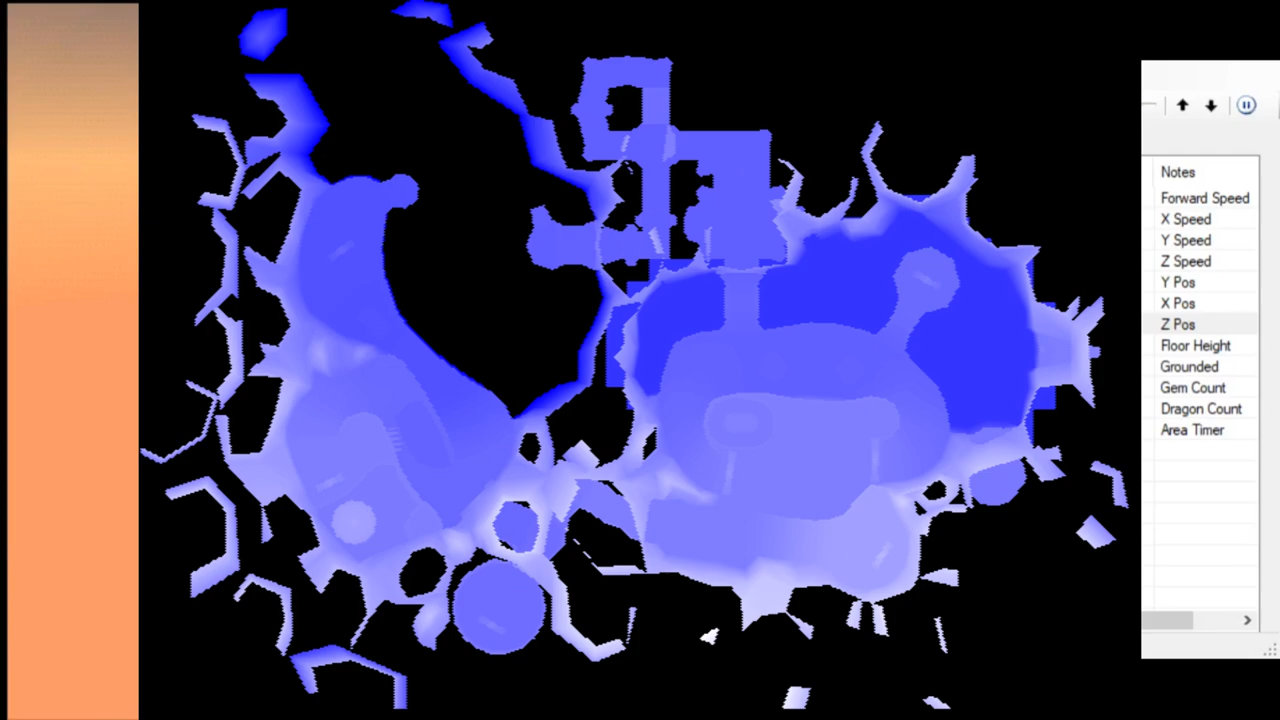 Notes
Forward Speed
X Speed
Y Speed
Z Speed
Y Pos
X Pos
Z Pos
Floor Height
Grounded
Gem Count
Dragon Count
Area Timer